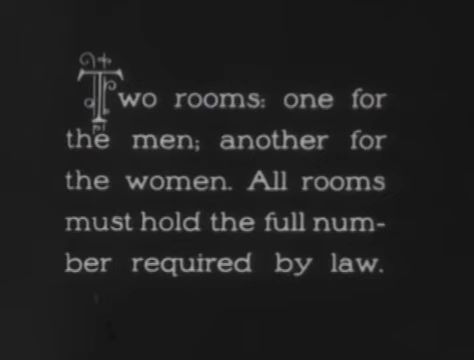 Two rooms: one for
the men; another for
the women. All rooms
must hold the full num-
ber required by law.